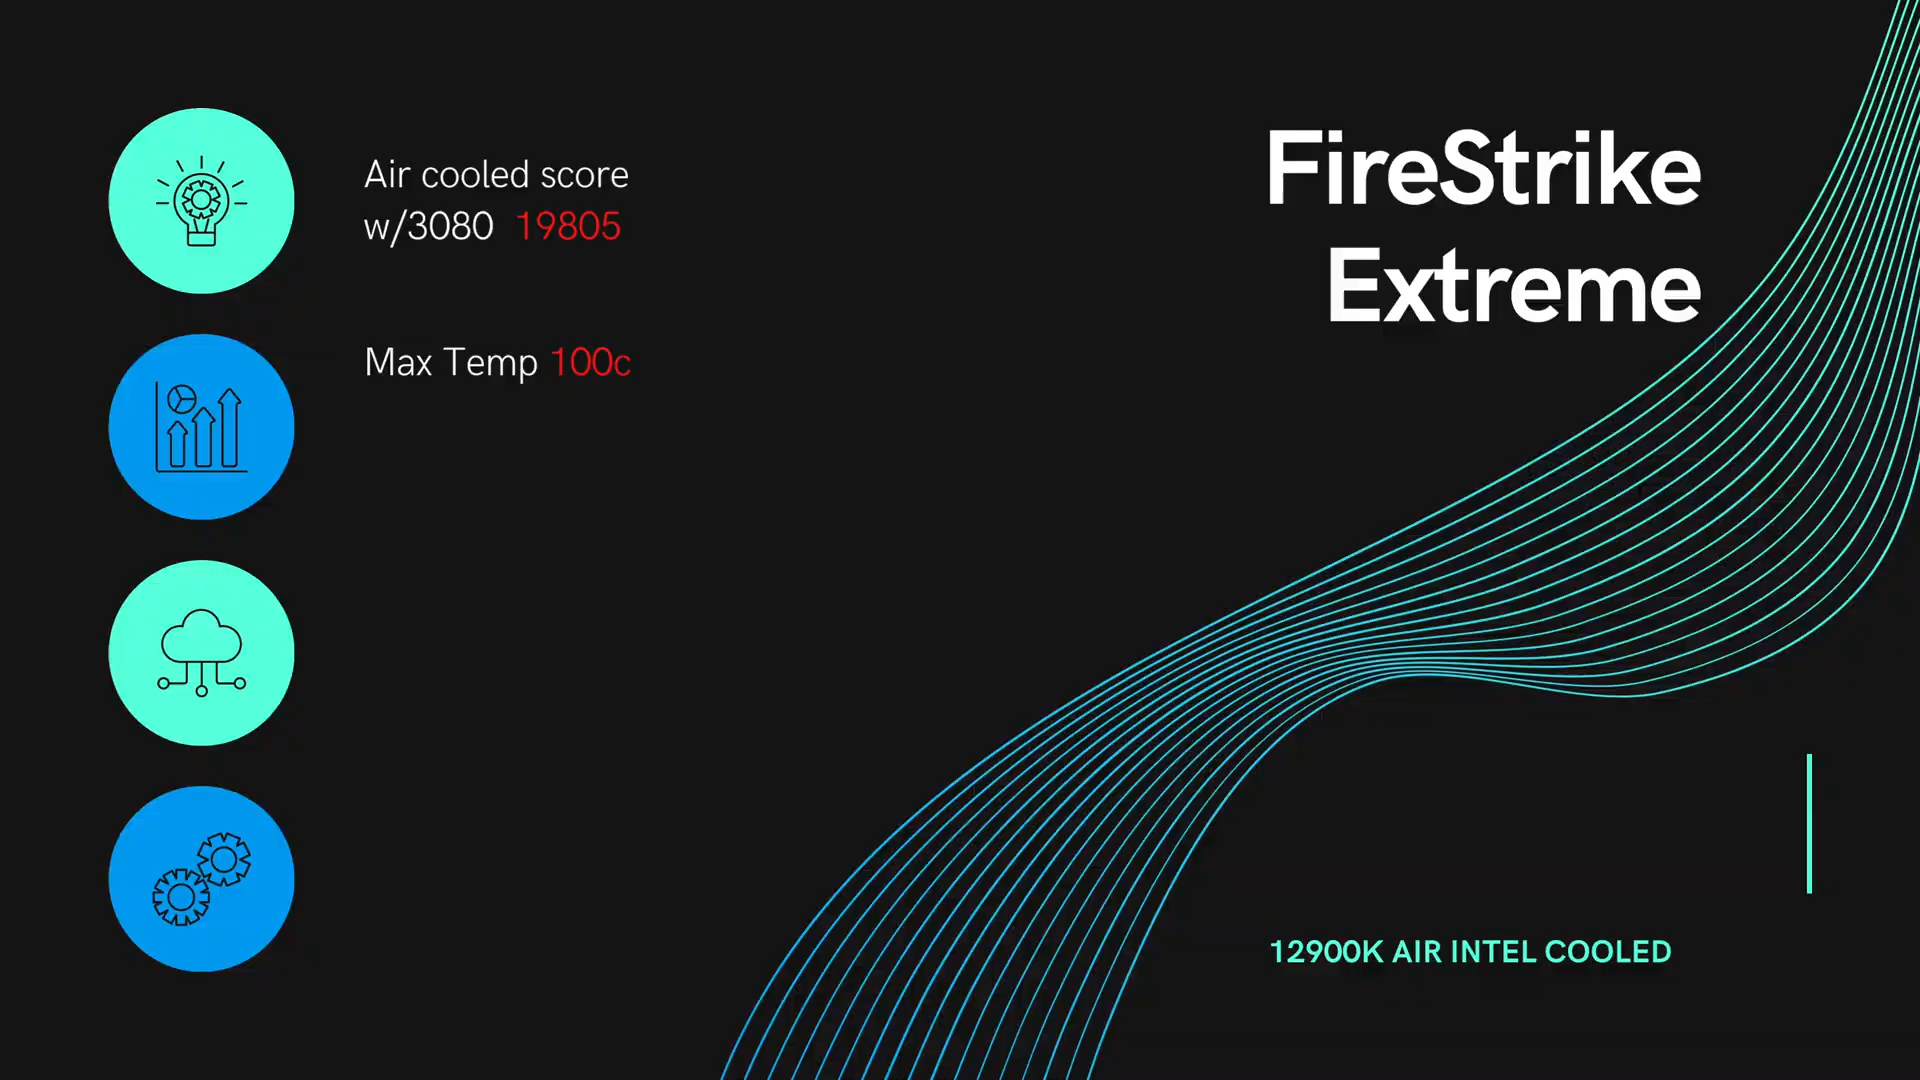 FireStrike
Extreme
Air cooled score
w/3080 19805
Max Temp 100c
12900K AIR INTEL COOLED